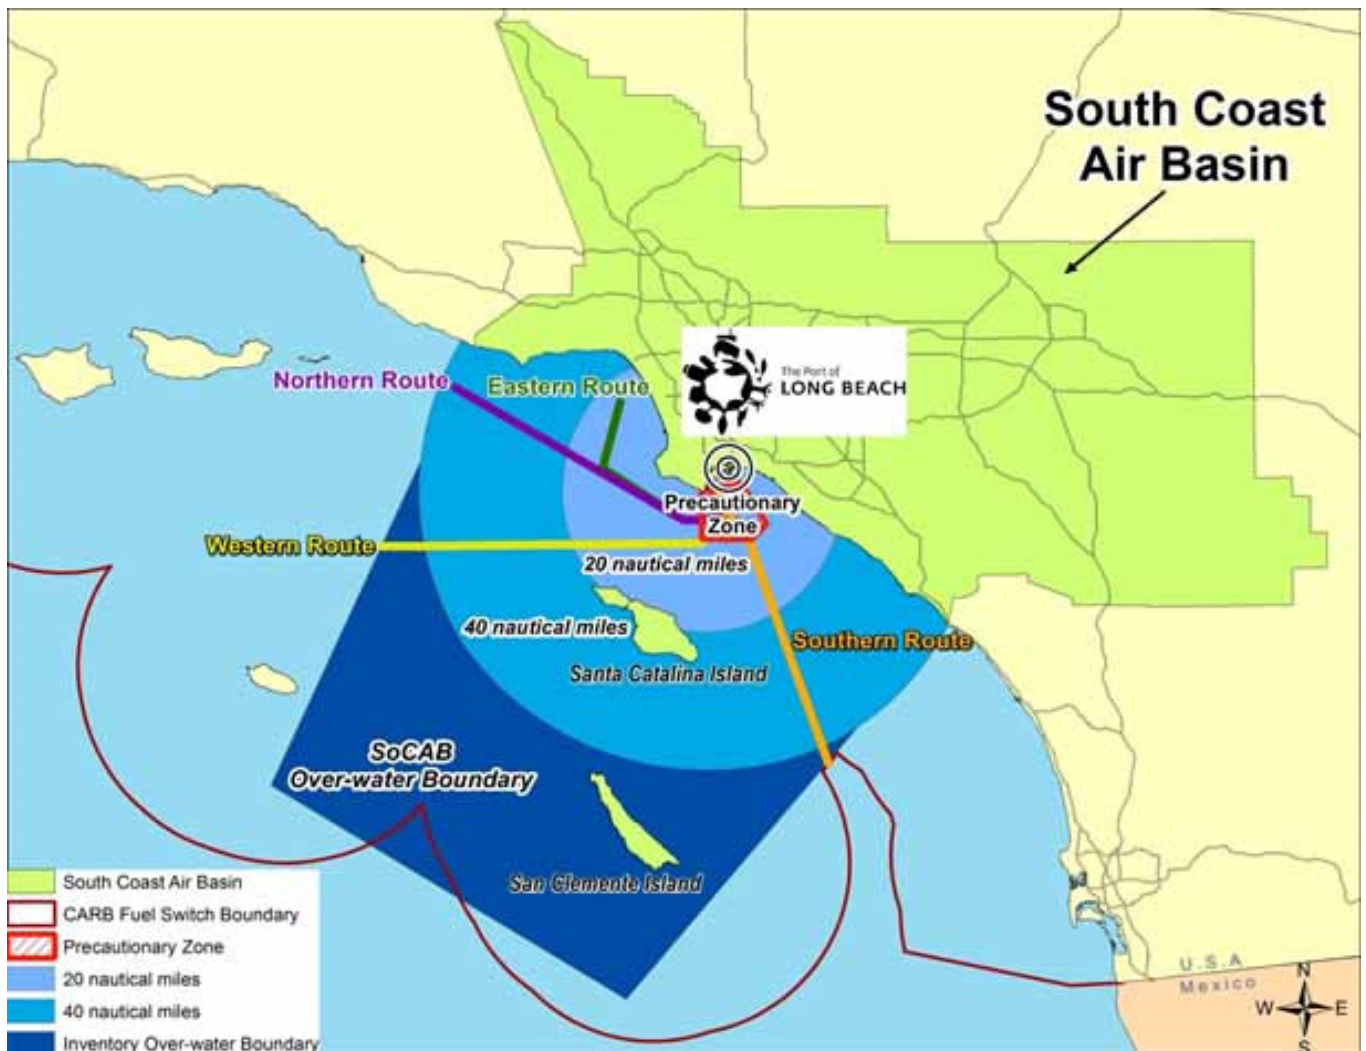 South Coast
Air Basin
The Port of
LONG BEACH
Northern Route
Eastern Route
Precautionary
Zone
Western Route
20 nautical miles
40 nautical miles
Southern Route
Santa Catalina Island
SoCAB
Over-water Boundary
San Clemente Island
South Coast Air Basin
CARB Fuel Switch Boundary
Precautionary Zone
20 nautical miles
40 nautical miles
Inventory Over-water Boundary
U.S.A
Mexico
N
W E
S